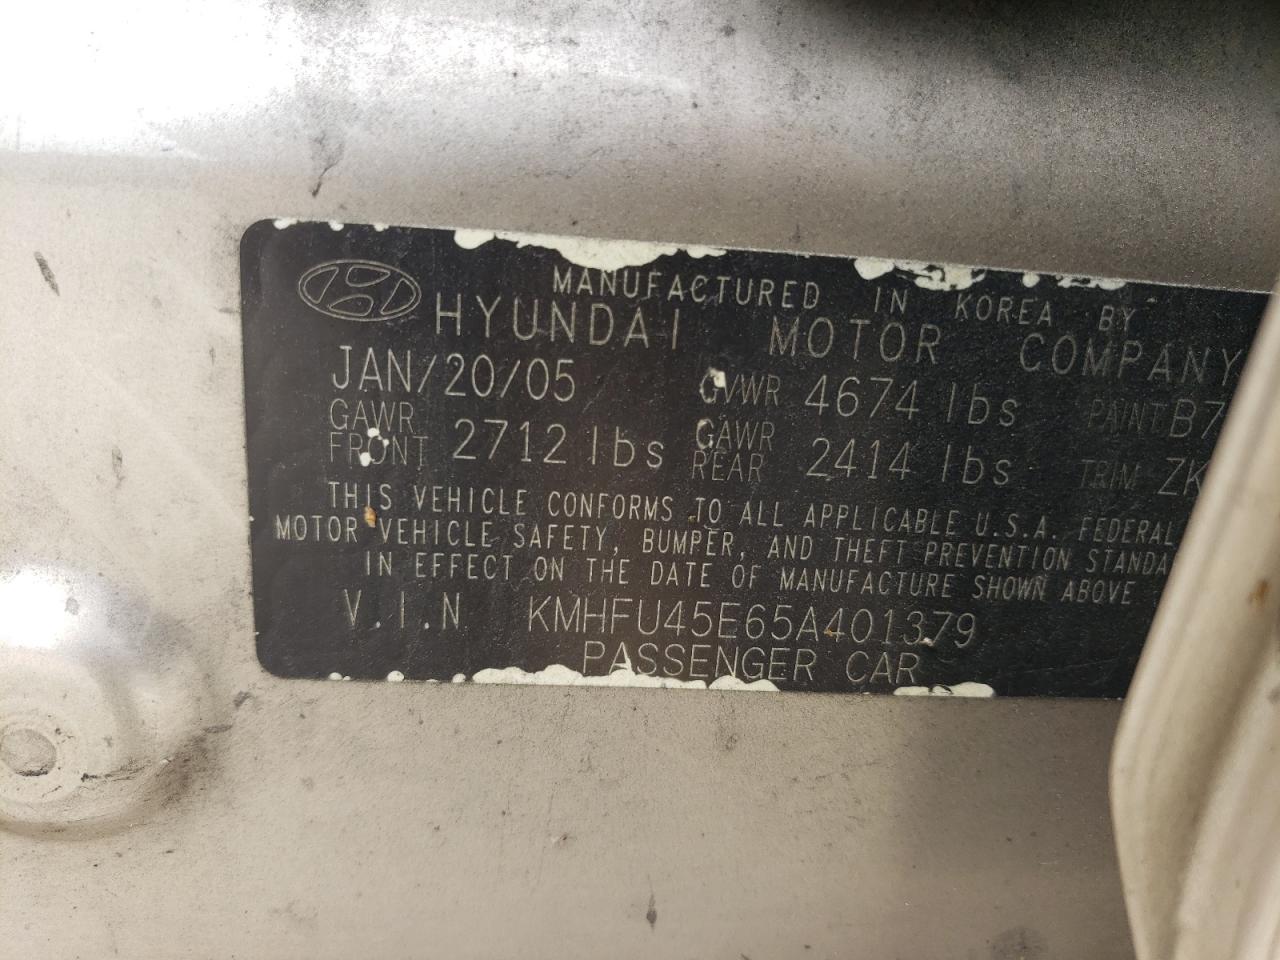 MANUFACTURED IN KOREA BY
HYUNDAI MOTOR COMPANY
JAN/20/05 GVWR 4674 lbs PAINT B7
GAWR FRONT 2712 lbs GAWR REAR 2414 lbs TRIM ZK
THIS VEHICLE CONFORMS TO ALL APPLICABLE U.S.A. FEDERAL
MOTOR VEHICLE SAFETY, BUMPER, AND THEFT PREVENTION STANDA
IN EFFECT ON THE DATE OF MANUFACTURE SHOWN ABOVE
V.I.N KMHFU45E65A401379
PASSENGER CAR